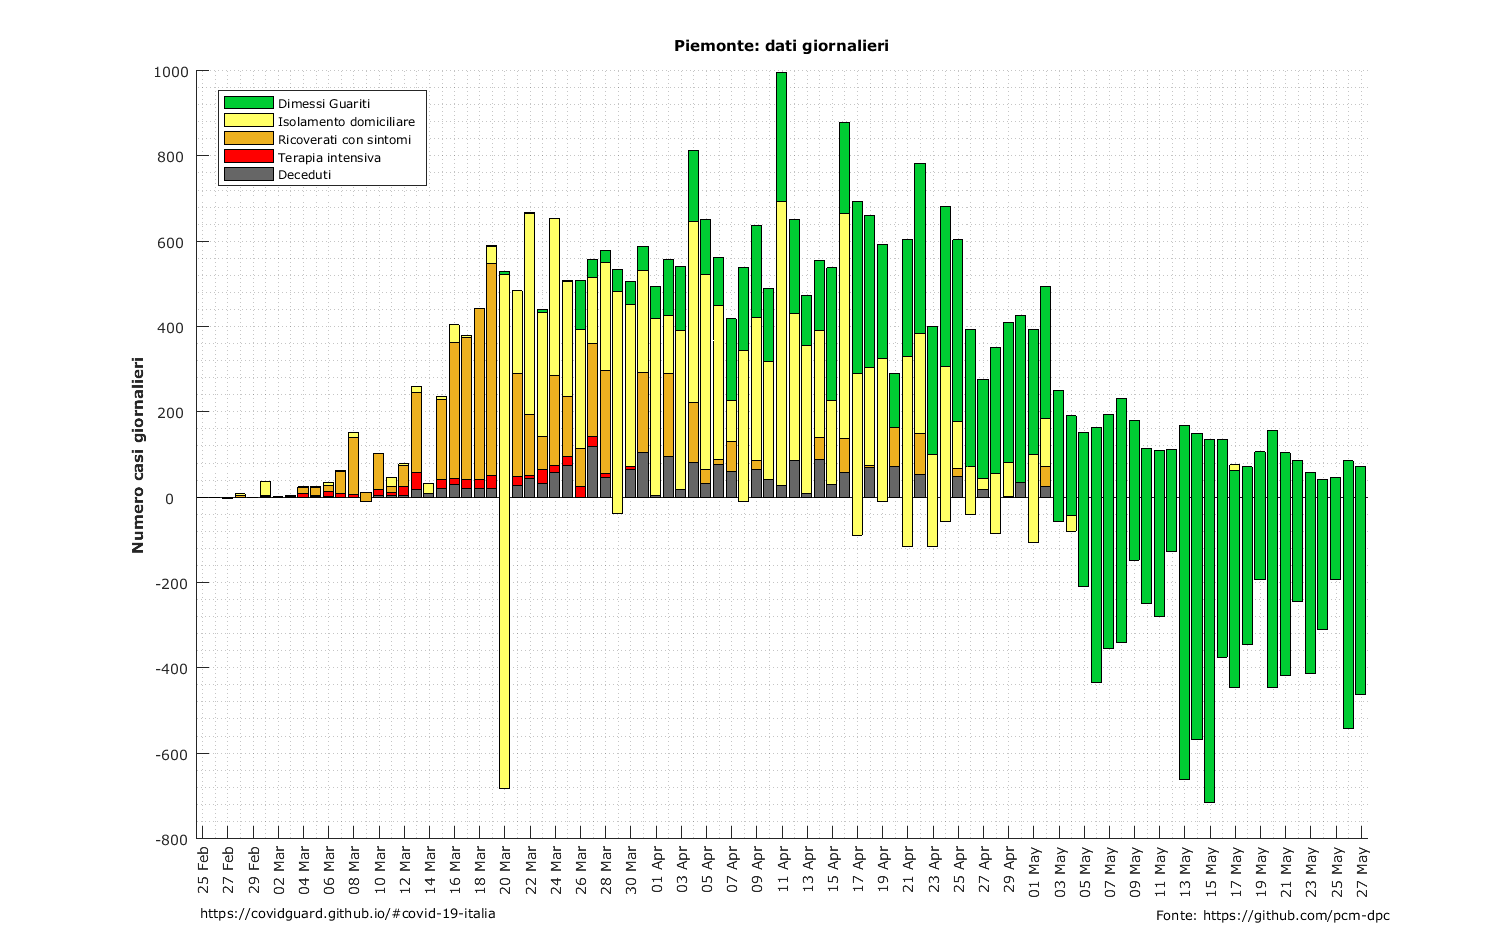 Piemonte: dati giornalieri
Numero casi giornalieri
1000
800
600
400
200
0
-200
-400
-600
-800
Dimessi Guariti
Isolamento domiciliare
Ricoverati con sintomi
Terapia intensiva
Deceduti
25 Feb
27 Feb
29 Feb
02 Mar
04 Mar
06 Mar
08 Mar
10 Mar
12 Mar
14 Mar
16 Mar
18 Mar
20 Mar
22 Mar
24 Mar
26 Mar
28 Mar
30 Mar
01 Apr
03 Apr
05 Apr
07 Apr
09 Apr
11 Apr
13 Apr
15 Apr
17 Apr
19 Apr
21 Apr
23 Apr
25 Apr
27 Apr
29 Apr
01 May
03 May
05 May
07 May
09 May
11 May
13 May
15 May
17 May
19 May
21 May
23 May
25 May
27 May
https://covidguard.github.io/#covid-19-italia
Fonte: https://github.com/pcm-dpc